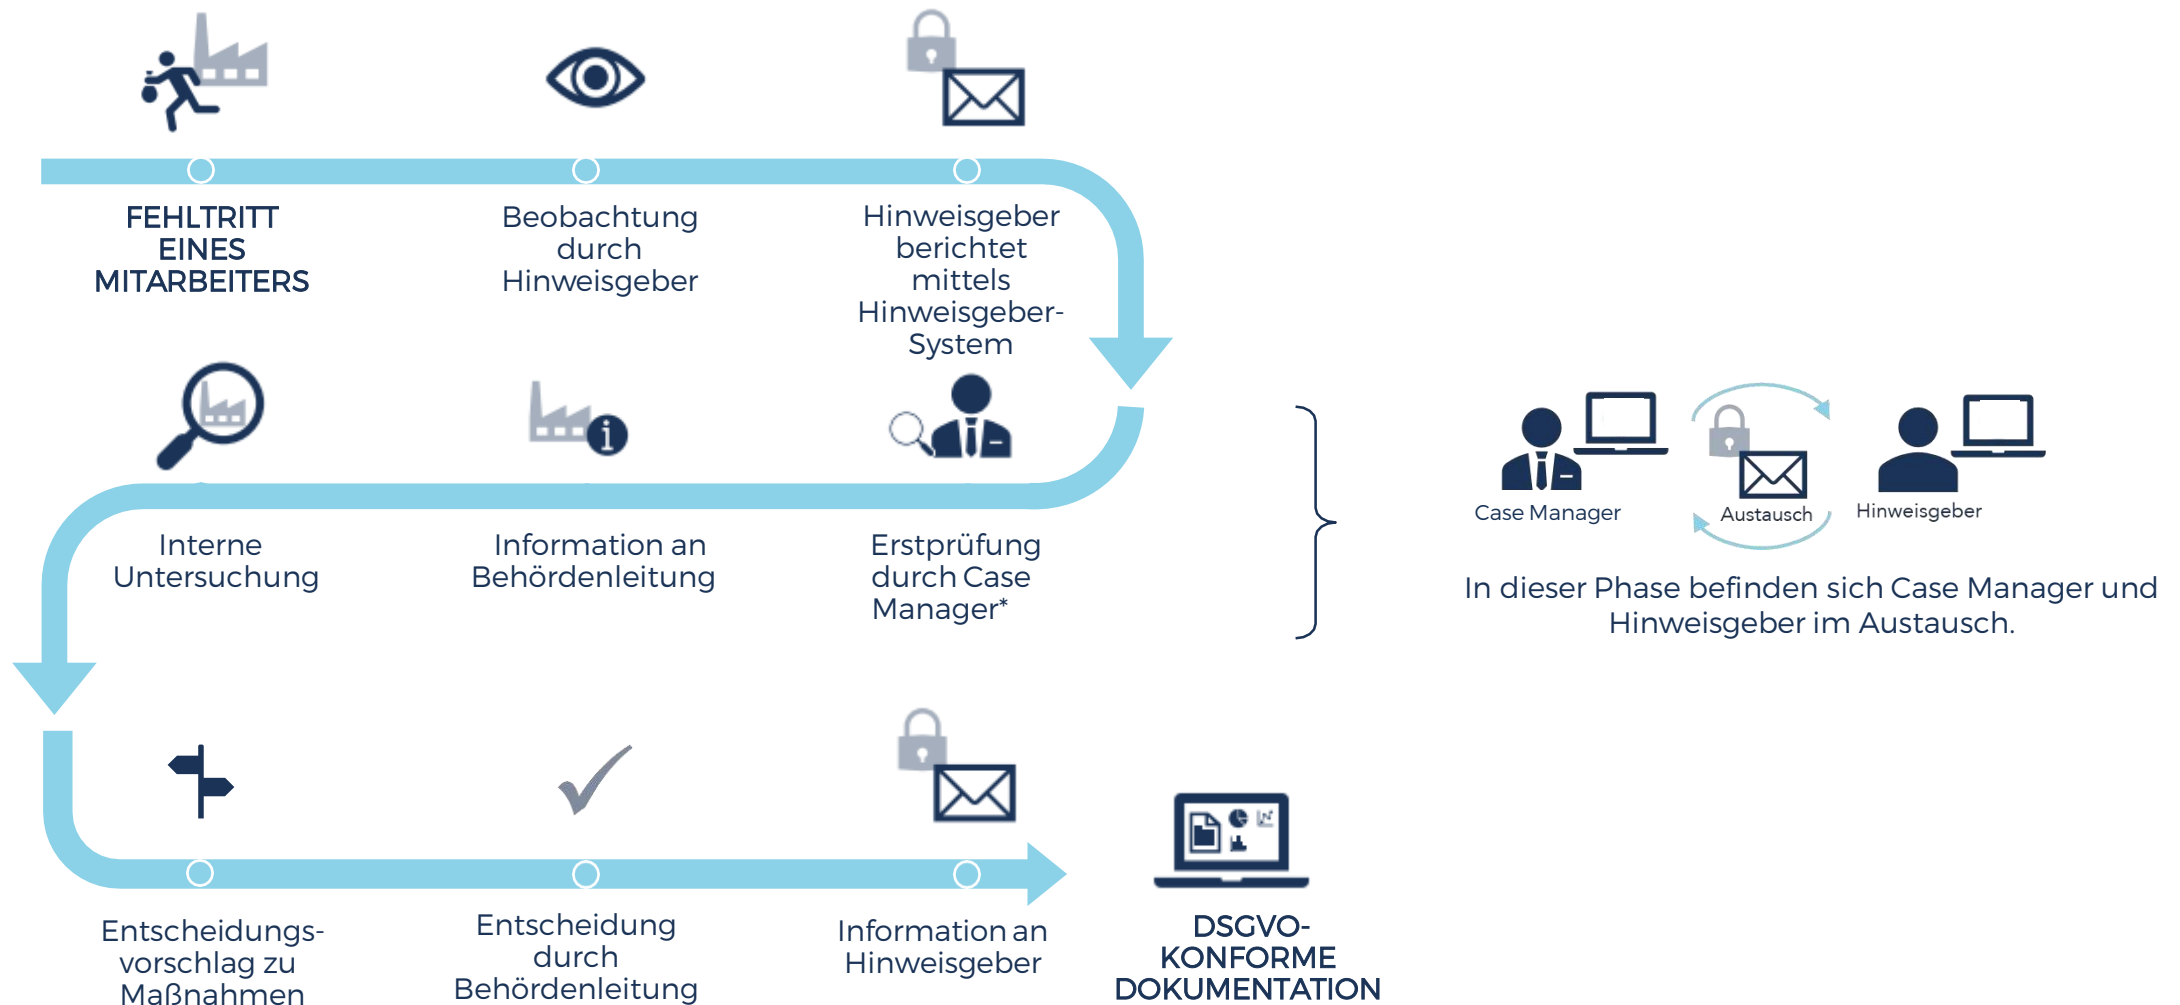 FEHLTRITT
EINES
MITARBEITERS
Beobachtung
durch
Hinweisgeber
Hinweisgeber
berichtet
mittels
Hinweisgeber-
System
Erstprüfung
durch Case
Manager*
Information an
Behördenleitung
Interne
Untersuchung
Case Manager
Austausch
Hinweisgeber
In dieser Phase befinden sich Case Manager und
Hinweisgeber im Austausch.
Entscheidungs-
vorschlag zu
Maßnahmen
Entscheidung
durch
Behördenleitung
Information an
Hinweisgeber
DSGVO-
KONFORME
DOKUMENTATION